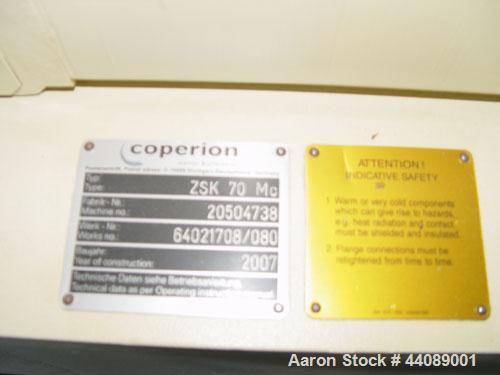 coperion
Typ:
Type: ZSK 70 Mc
Fabrik - Nr.:
Machine no.: 20504738
Werk - Nr.:
Works no.: 64021708/080
Baujahr:
Year of construction: 2007
Technische Daten siehe Betriebsanleitung
Technical data as per Operating instruction manual
ATTENTION!
INDICATIVE SAFETY
1 Warm or very cold components
which can give rise to hazards,
e.g. heat radiation and contact,
must be shielded and insulated.
2. Flange connections must be
retightened from time to time.
Aaron Stock # 44089001